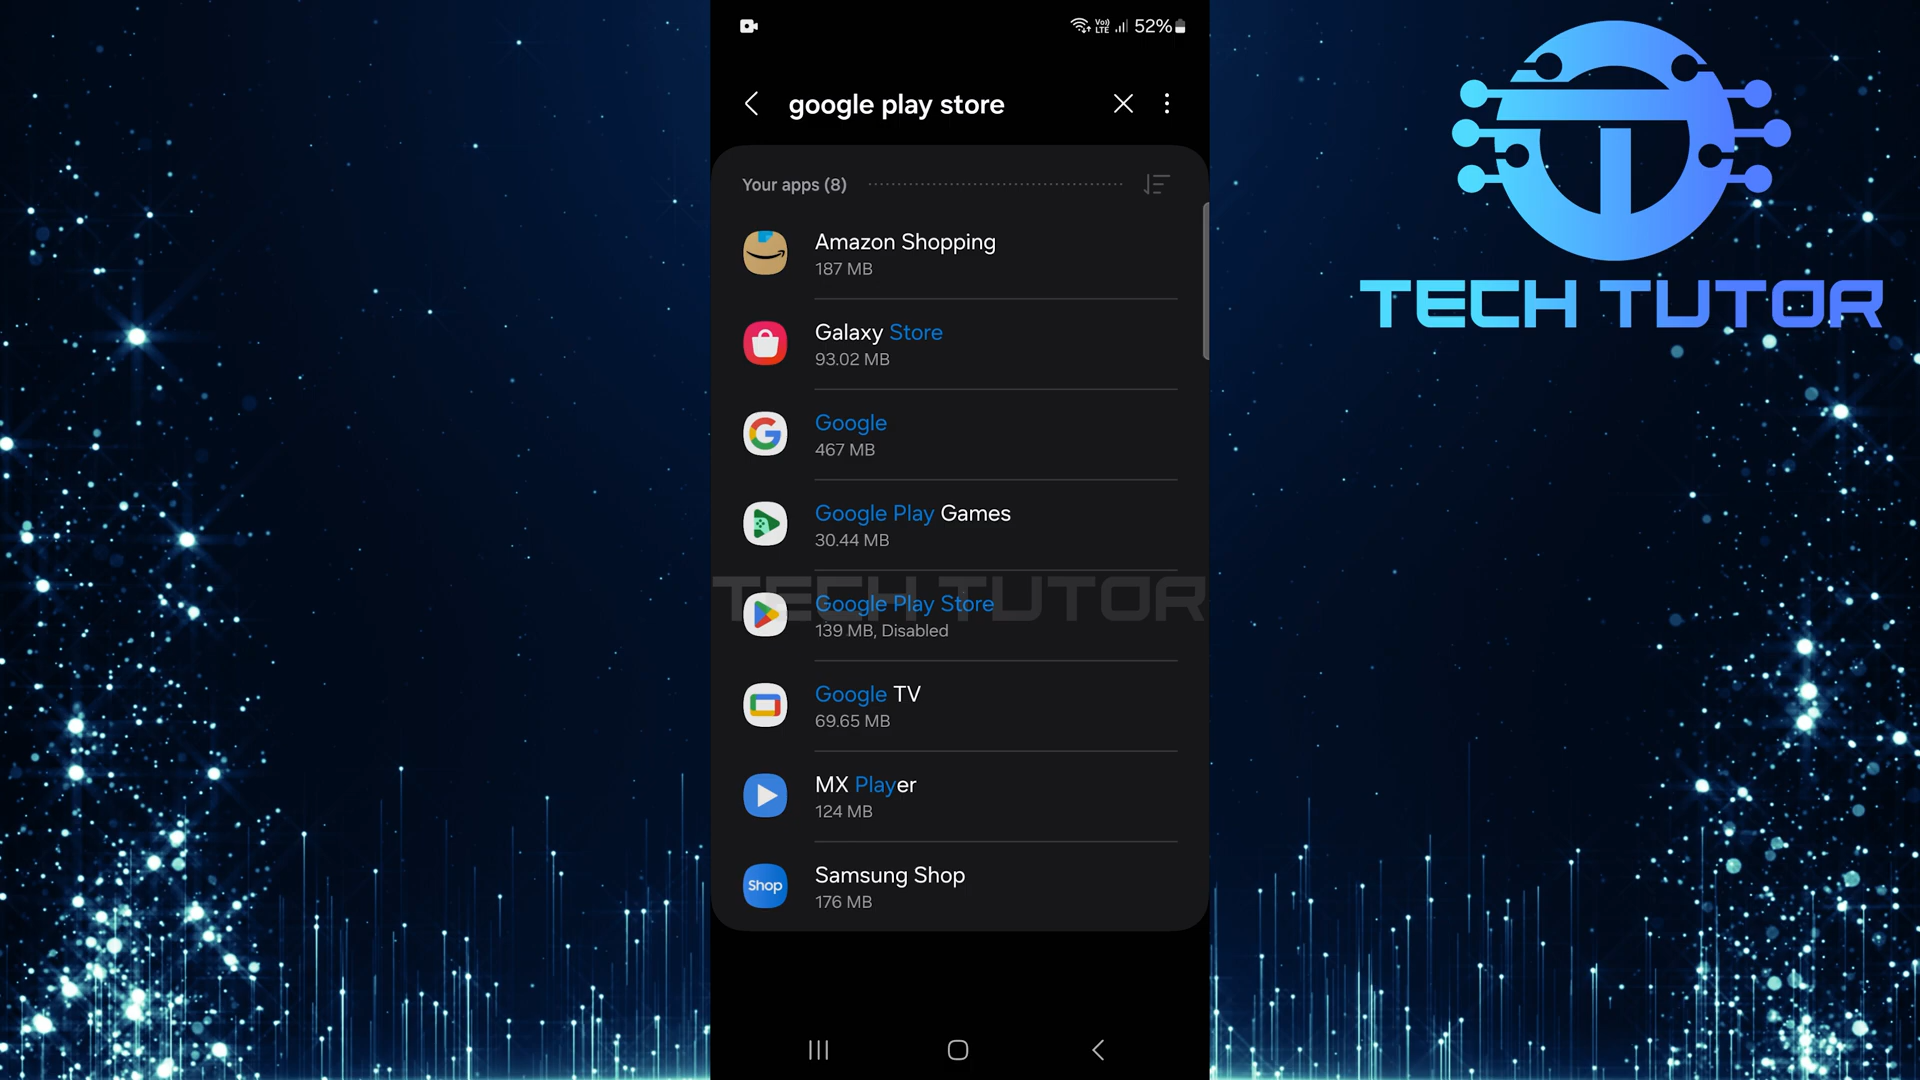 Vo))
LTE
52%
google play store
Your apps (8)
Amazon Shopping
187 MB
Galaxy Store
93.02 MB
Google
467 MB
Google Play Games
30.44 MB
Google Play Store
139 MB, Disabled
Google TV
69.65 MB
MX Player
124 MB
Shop
Samsung Shop
176 MB
TECH TUTOR
TECH TUTOR